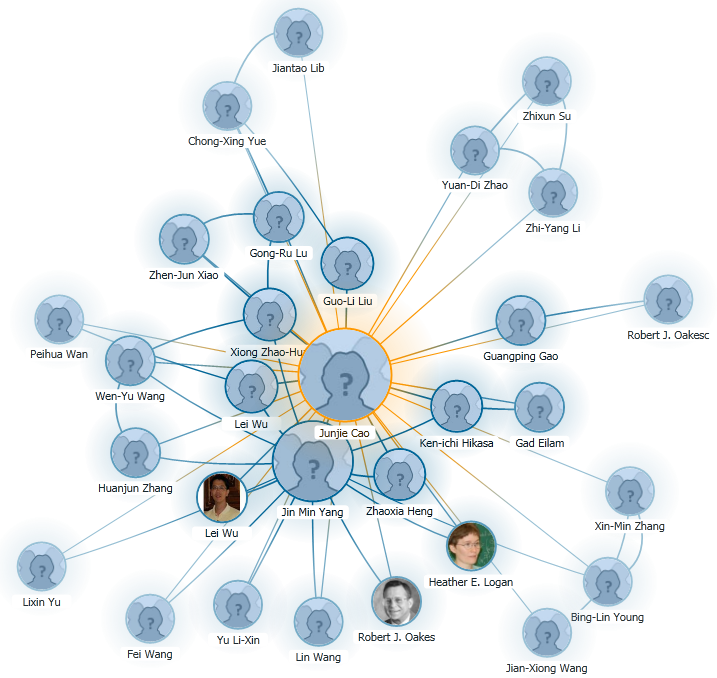 Jiantao Lib
Zhixun Su
Chong-Xing Yue
Yuan-Di Zhao
Zhi-Yang Li
Gong-Ru Lu
Zhen-Jun Xiao
Guo-Li Liu
Robert J. Oakesc
Peihua Wan
Xiong Zhao-Hu
Guangping Gao
Wen-Yu Wang
Lei Wu
Junjie Cao
Ken-ichi Hikasa
Gad Eilam
Huanjun Zhang
Jin Min Yang
Zhaoxia Heng
Xin-Min Zhang
Lei Wu
Heather E. Logan
Lixin Yu
Bing-Lin Young
Robert J. Oakes
Yu Li-Xin
Fei Wang
Lin Wang
Jian-Xiong Wang